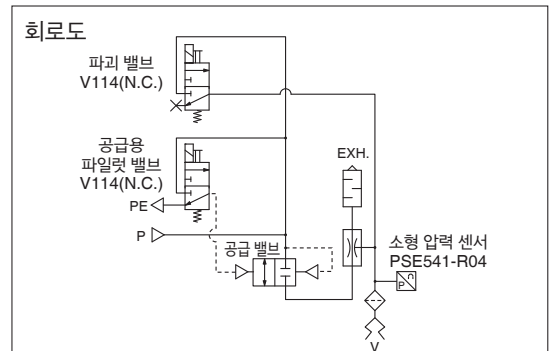 회로도
파괴 밸브
V114(N.C.)
공급용
파일럿 밸브
V114(N.C.)
PE
P
공급 밸브
EXH.
소형 압력 센서
PSE541-R04
P
V